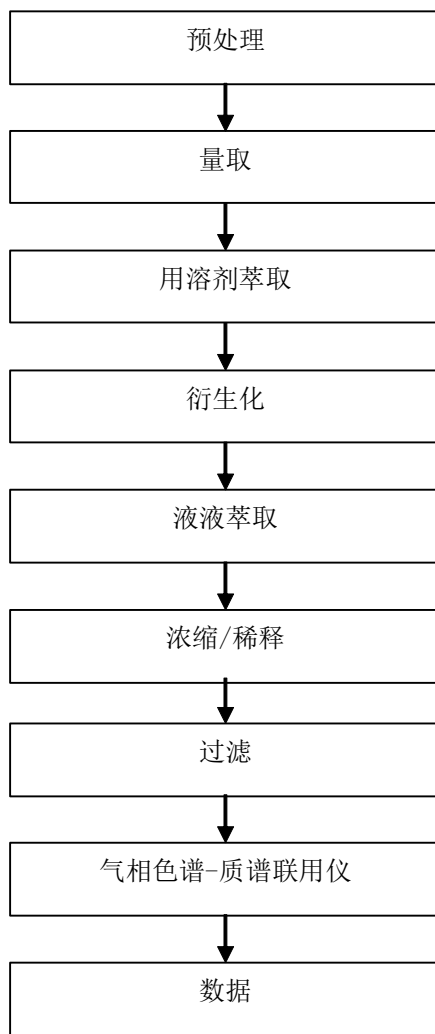 预处理
量取
用溶剂萃取
衍生化
液液萃取
浓缩/稀释
过滤
气相色谱-质谱联用仪
数据